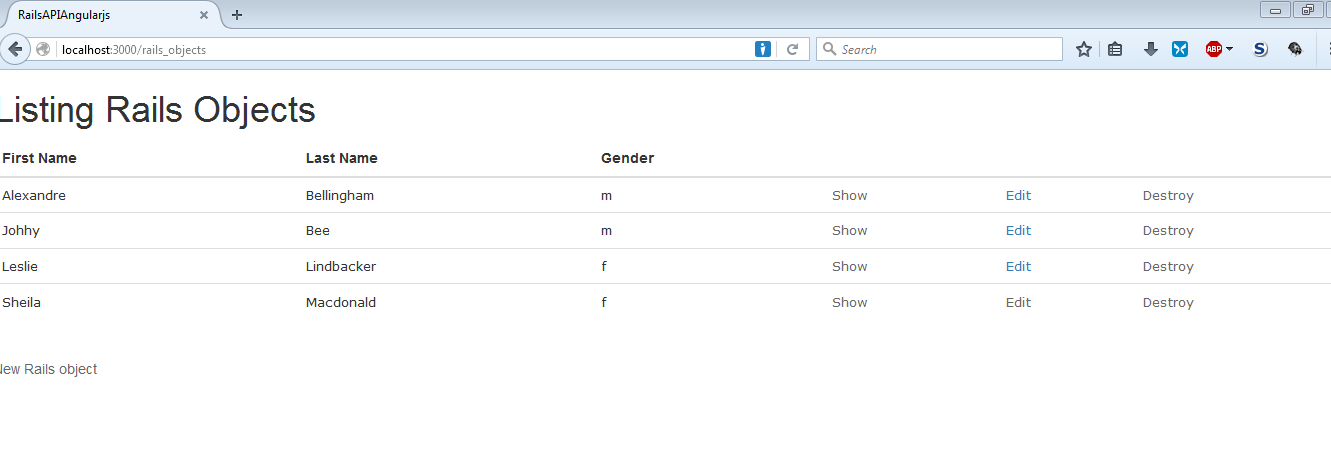 RailsAPIAngularjs
localhost:3000/rails_objects
Search
ABP
S
Listing Rails Objects
First Name Last Name Gender
Alexandre Bellingham m Show Edit Destroy
Johhy Bee m Show Edit Destroy
Leslie Lindbacker f Show Edit Destroy
Sheila Macdonald f Show Edit Destroy
New Rails object